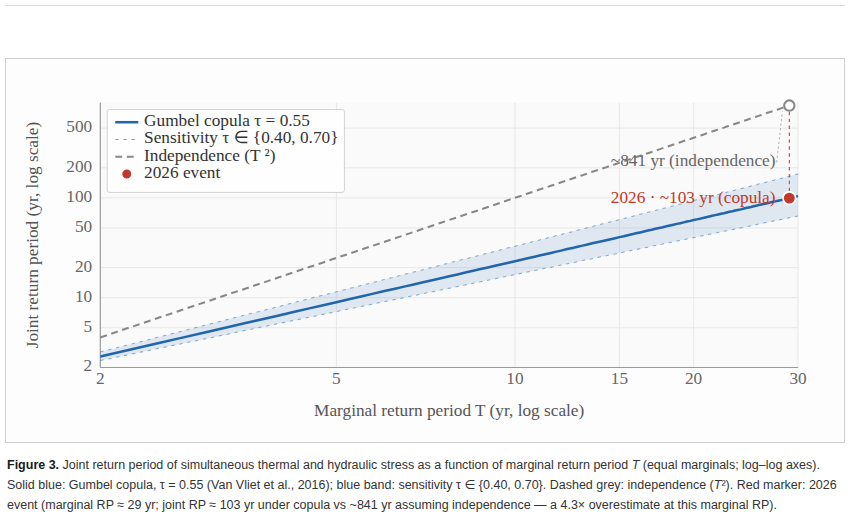 Gumbel copula τ = 0.55
Sensitivity τ ∈ {0.40, 0.70}
Independence (T ²)
2026 event
Joint return period (yr, log scale)
500
200
100
50
20
10
5
2
~841 yr (independence)
2026 · ~103 yr (copula)
2
5
10
15
20
30
Marginal return period T (yr, log scale)
Figure 3. Joint return period of simultaneous thermal and hydraulic stress as a function of marginal return period T (equal marginals; log–log axes).
Solid blue: Gumbel copula, τ = 0.55 (Van Vliet et al., 2016); blue band: sensitivity τ ∈ {0.40, 0.70}. Dashed grey: independence (T²). Red marker: 2026
event (marginal RP ≈ 29 yr; joint RP ≈ 103 yr under copula vs ~841 yr assuming independence — a 4.3× overestimate at this marginal RP).